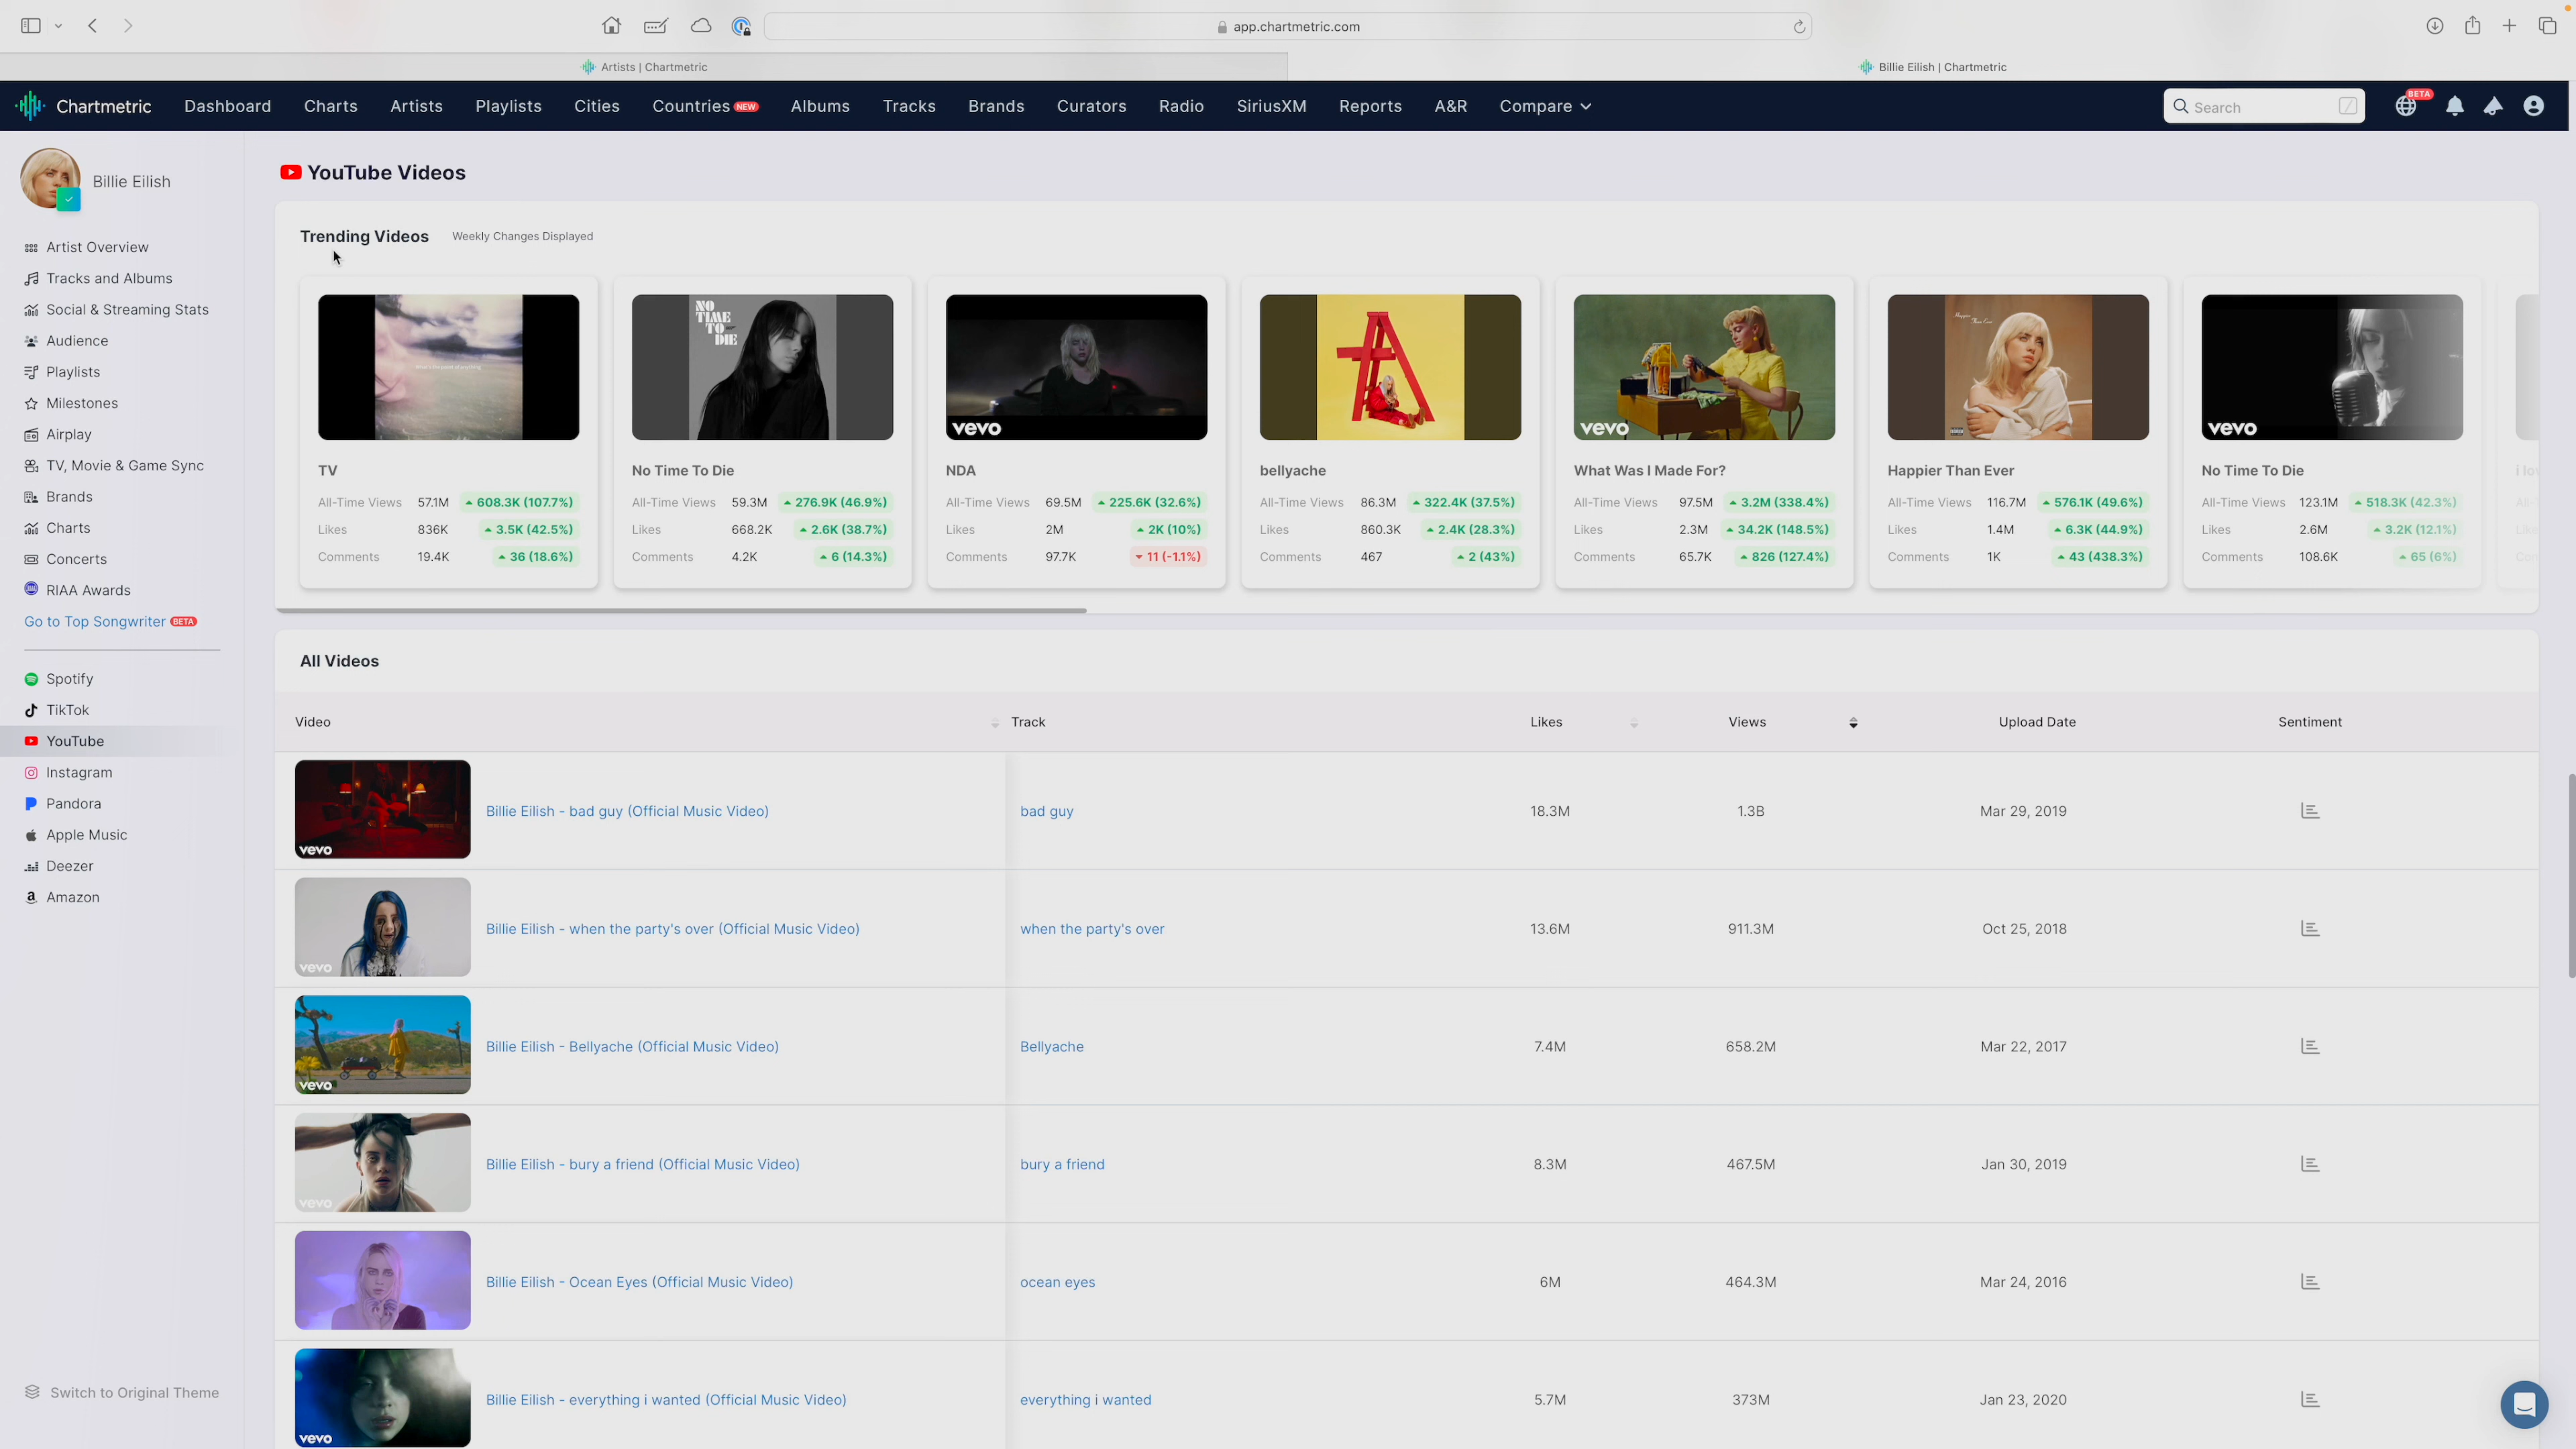 app.chartmetric.com
Artists | Chartmetric
Billie Eilish | Chartmetric
Chartmetric Dashboard Charts Artists Playlists Cities Countries NEW Albums Tracks Brands Curators Radio SiriusXM Reports A&R Compare Search / BETA
Billie Eilish
Artist Overview
Tracks and Albums
Social & Streaming Stats
Audience
Playlists
Milestones
Airplay
TV, Movie & Game Sync
Brands
Charts
Concerts
RIAA Awards
Go to Top Songwriter BETA
Spotify
TikTok
YouTube
Instagram
Pandora
Apple Music
Deezer
Amazon
Switch to Original Theme
YouTube Videos
Trending Videos Weekly Changes Displayed
TV
All-Time Views 57.1M 608.3K (107.7%)
Likes 836K 3.5K (42.5%)
Comments 19.4K 36 (18.6%)
NO
TIME
TO
DIE
No Time To Die
All-Time Views 59.3M 276.9K (46.9%)
Likes 668.2K 2.6K (38.7%)
Comments 4.2K 6 (14.3%)
vevo
NDA
All-Time Views 69.5M 225.6K (32.6%)
Likes 2M 2K (10%)
Comments 97.7K 11 (-1.1%)
bellyache
All-Time Views 86.3M 322.4K (37.5%)
Likes 860.3K 2.4K (28.3%)
Comments 467 2 (43%)
vevo
What Was I Made For?
All-Time Views 97.5M 3.2M (338.4%)
Likes 2.3M 34.2K (148.5%)
Comments 65.7K 826 (127.4%)
Happier
Than Ever
Happier Than Ever
All-Time Views 116.7M 576.1K (49.6%)
Likes 1.4M 6.3K (44.9%)
Comments 1K 43 (438.3%)
vevo
No Time To Die
All-Time Views 123.1M 518.3K (42.3%)
Likes 2.6M 3.2K (12.1%)
Comments 108.6K 65 (6%)
All Videos
Video Track Likes Views Upload Date Sentiment
vevo
Billie Eilish - bad guy (Official Music Video) bad guy 18.3M 1.3B Mar 29, 2019
vevo
Billie Eilish - when the party's over (Official Music Video) when the party's over 13.6M 911.3M Oct 25, 2018
vevo
Billie Eilish - Bellyache (Official Music Video) Bellyache 7.4M 658.2M Mar 22, 2017
vevo
Billie Eilish - bury a friend (Official Music Video) bury a friend 8.3M 467.5M Jan 30, 2019
vevo
Billie Eilish - Ocean Eyes (Official Music Video) ocean eyes 6M 464.3M Mar 24, 2016
Billie Eilish - everything i wanted (Official Music Video) everything i wanted 5.7M 373M Jan 23, 2020
vevo